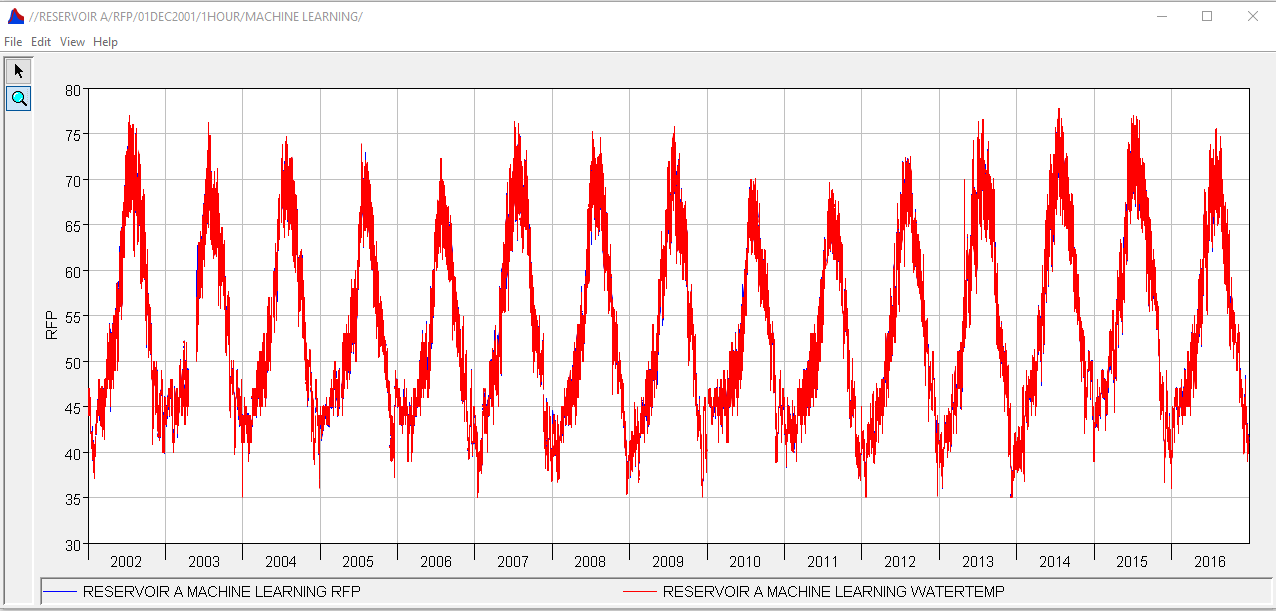 //RESERVOIR A/RFP/01DEC2001/1HOUR/MACHINE LEARNING/
File Edit View Help
80
75
70
65
60
55
50
45
40
35
30
RFP
2002 2003 2004 2005 2006 2007 2008 2009 2010 2011 2012 2013 2014 2015 2016
RESERVOIR A MACHINE LEARNING RFP RESERVOIR A MACHINE LEARNING WATERTEMP